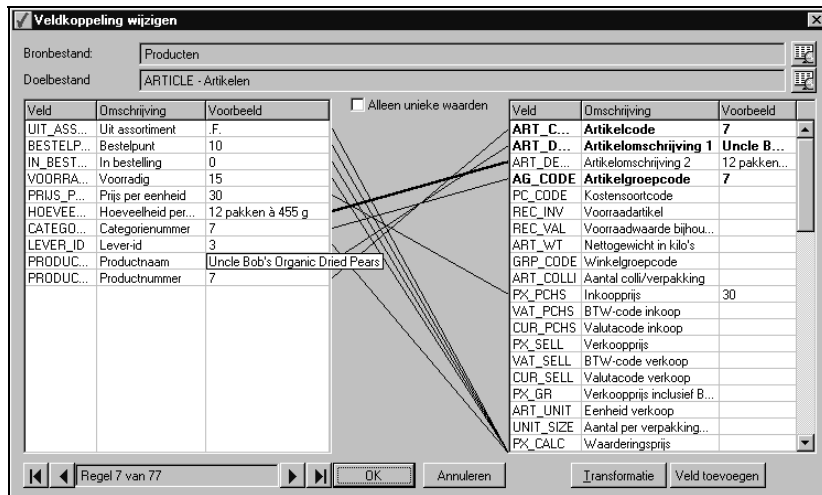 Veldkoppeling wijzigen
Bronbestand: Producten
Doelbestand ARTICLE - Artikelen
Alleen unieke waarden
Veld Omschrijving Voorbeeld
UIT_ASS... Uit assortiment .F.
BESTELP... Bestelpunt 10
IN_BEST... In bestelling 0
VOORRA... Voorradig 15
PRIJS_P... Prijs per eenheid 30
HOEVEE... Hoeveelheid per... 12 pakken à 455 g
CATEGO... Categorienummer 7
LEVER_ID Lever-id 3
PRODUC... Productnaam Uncle Bob's Organic Dried Pears
PRODUC... Productnummer 7
Veld Omschrijving Voorbeeld
ART_C... Artikelcode 7
ART_D... Artikelomschrijving 1 Uncle B...
ART_DE... Artikelomschrijving 2 12 pakken...
AG_CODE Artikelgroepcode 7
PC_CODE Kostensoortcode
REC_INV Voorraadartikel
REC_VAL Voorraadwaarde bijhou...
ART_WT Nettogewicht in kilo's
GRP_CODE Winkelgroepcode
ART_COLLI Aantal colli/verpakking
PX_PCHS Inkoopprijs 30
VAT_PCHS BTW-code inkoop
CUR_PCHS Valutacode inkoop
PX_SELL Verkoopprijs
VAT_SELL BTW-code verkoop
CUR_SELL Valutacode verkoop
PX_GR Verkoopprijs inclusief B...
ART_UNIT Eenheid verkoop
UNIT_SIZE Aantal per verpakking...
PX_CALC Waarderingsprijs
Regel 7 van 77
OK Annuleren Transformatie Veld toevoegen